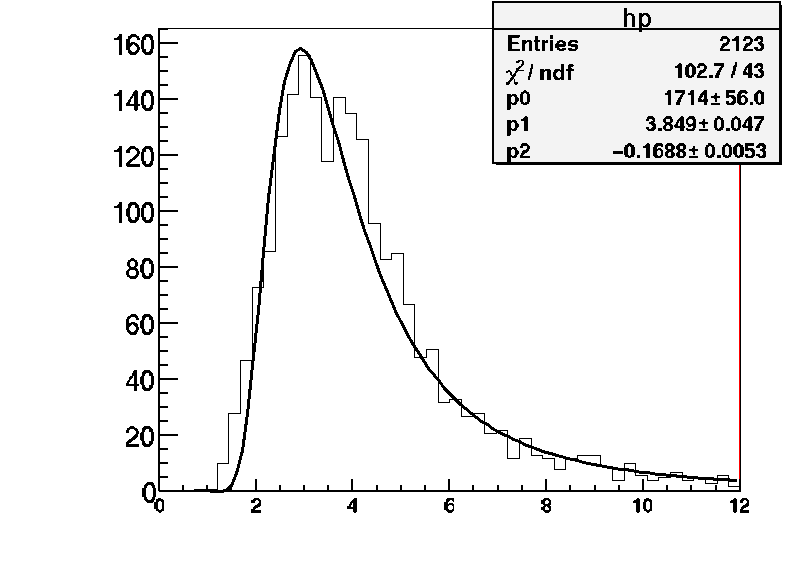 hp
Entries 2123
χ²/ ndf 102.7 / 43
p0 1714± 56.0
p1 3.849± 0.047
p2 −0.1688± 0.0053
160
140
120
100
80
60
40
20
0
0 2 4 6 8 10 12